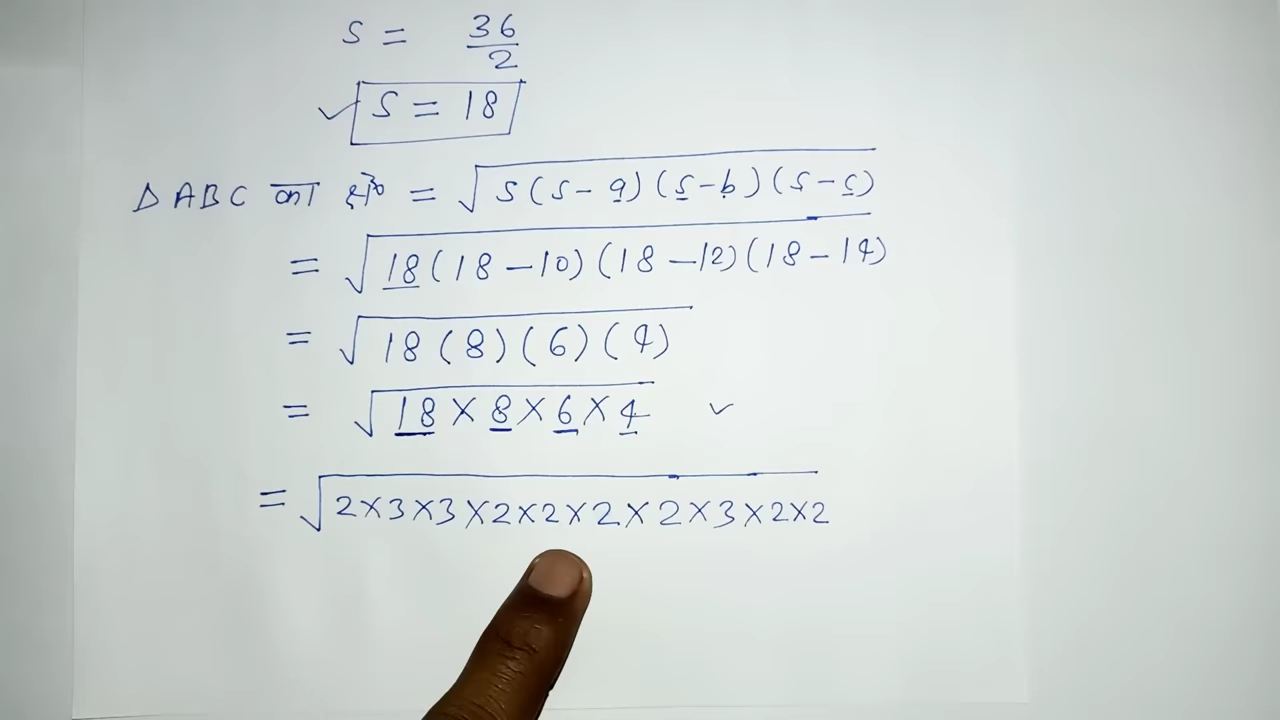 S = 36/2
S = 18
Δ ABC का क्षे० = √S(S-a)(S-b)(S-c)
= √18(18-10)(18-12)(18-14)
= √18(8)(6)(4)
= √18×8×6×4
= √2×3×3×2×2×2×2×3×2×2